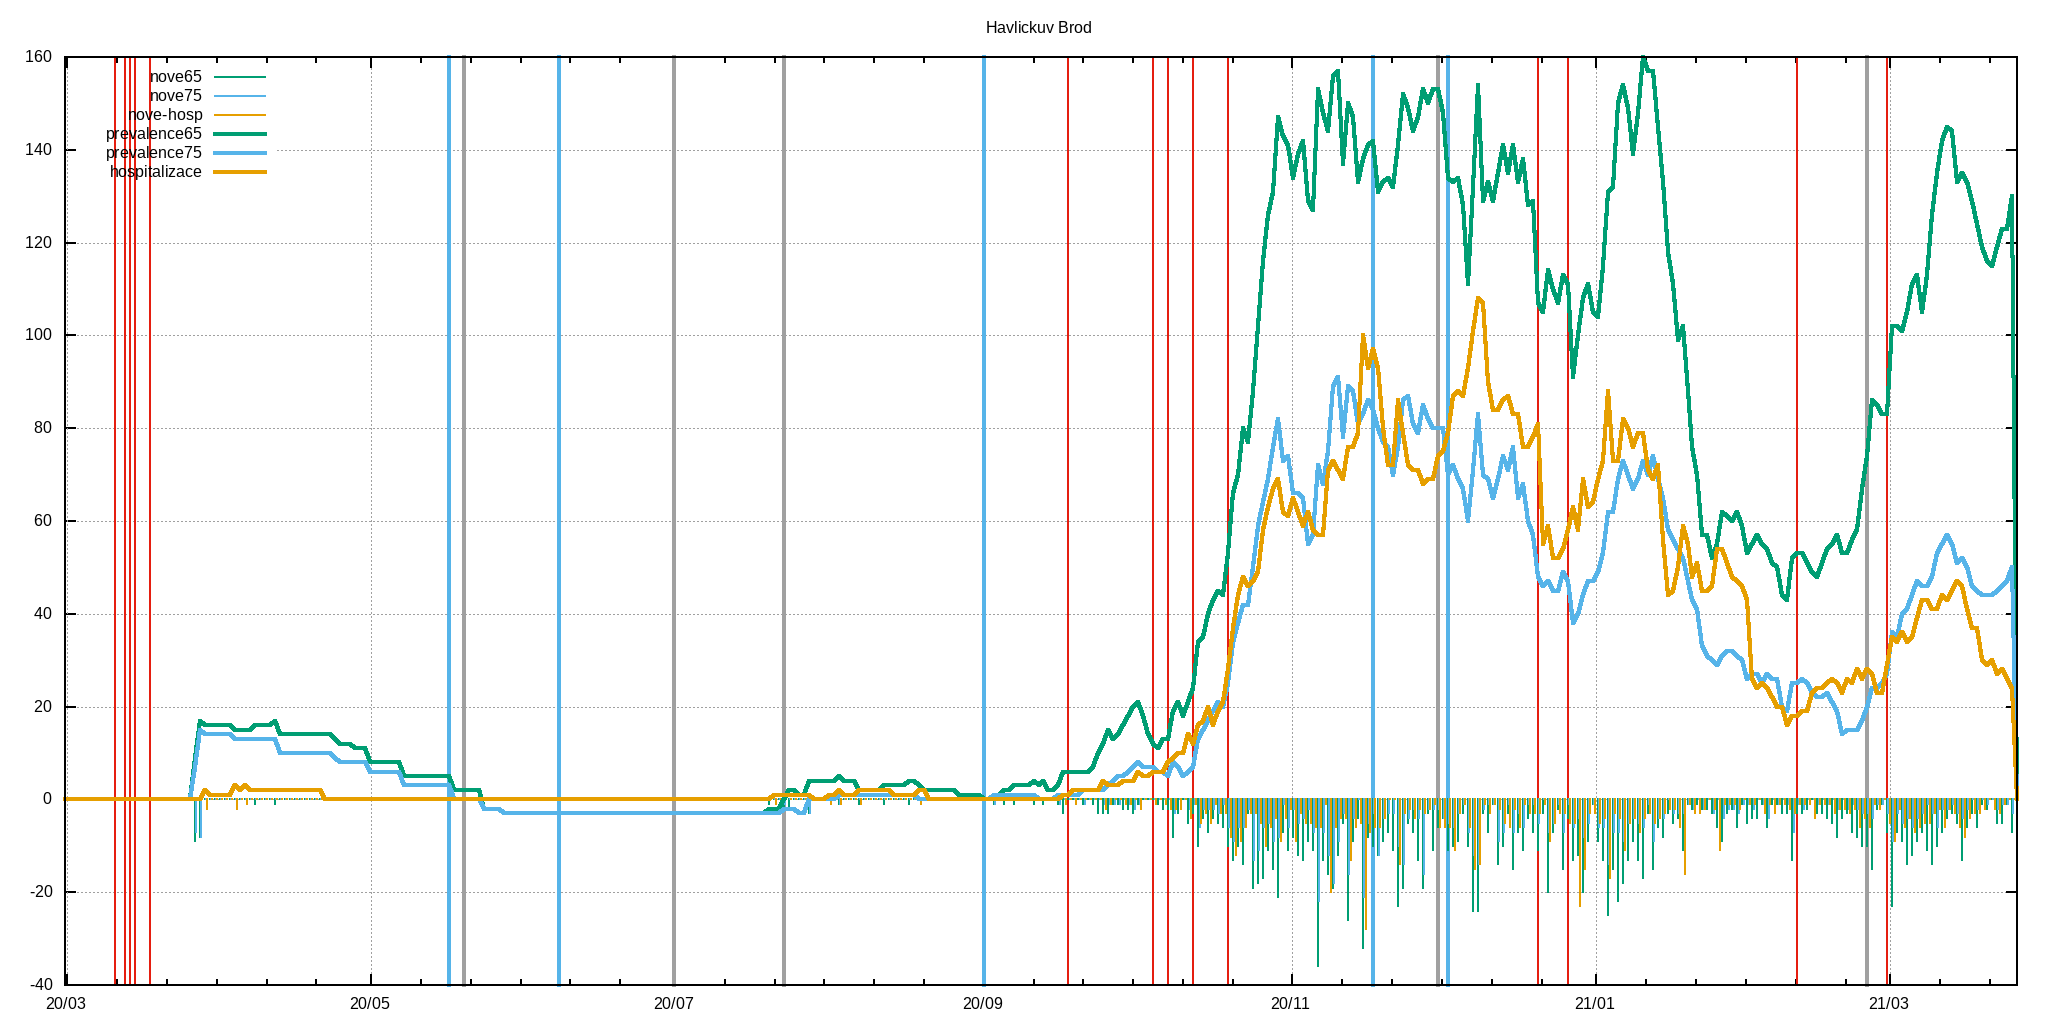 Havlickuv Brod
160
nove65
nove75
nove-hosp
prevalence65
prevalence75
hospitalizace
140
120
100
80
60
40
20
0
-20
-40
20/03 20/05 20/07 20/09 20/11 21/01 21/03